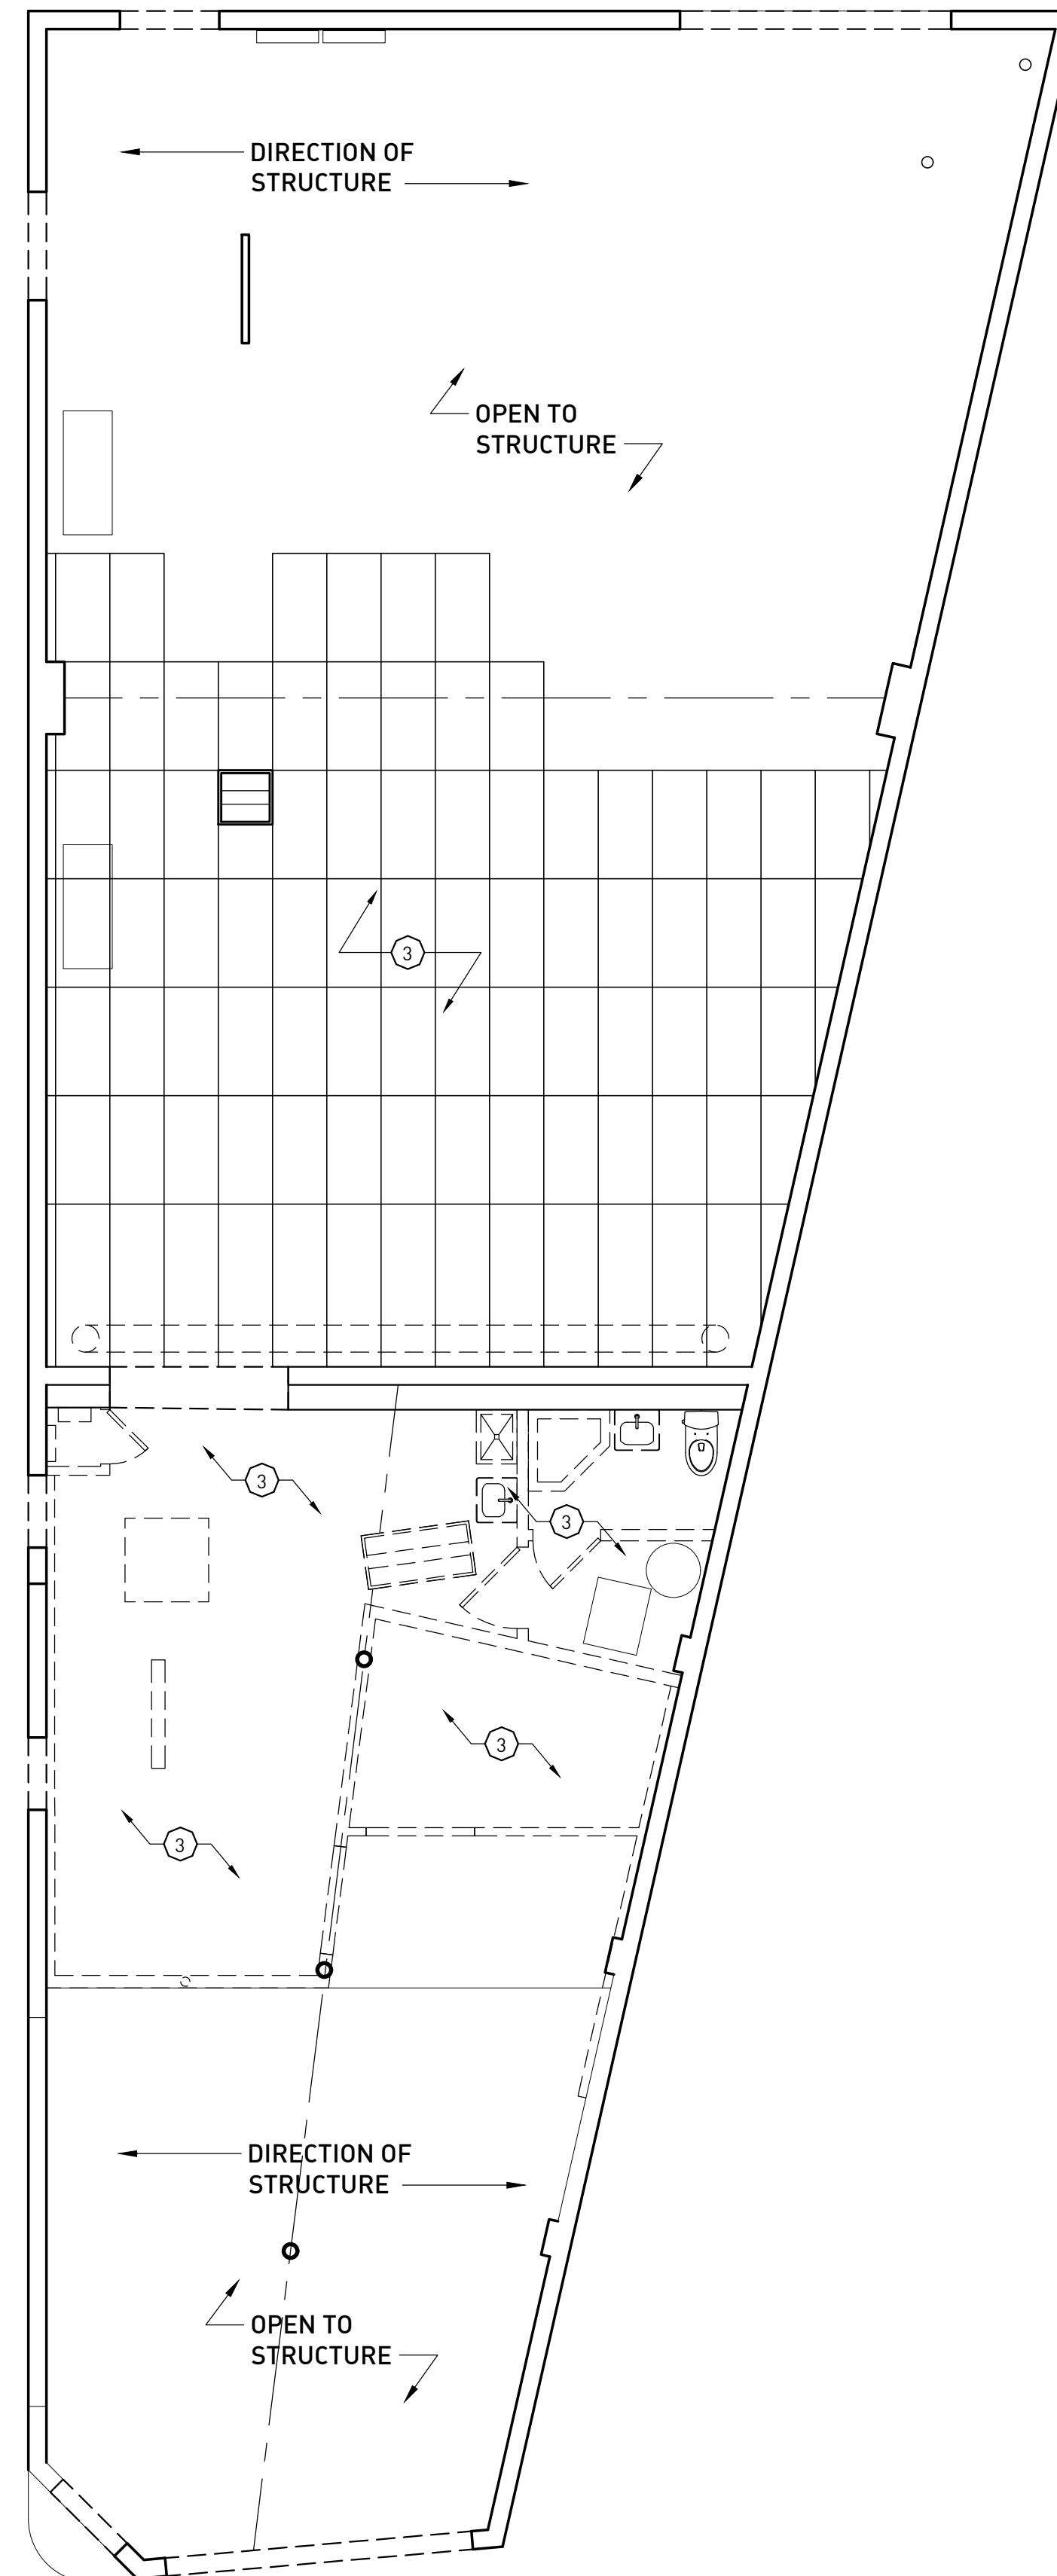 DIRECTION OF
STRUCTURE
OPEN TO
STRUCTURE
3
3
3
3
3
DIRECTION OF
STRUCTURE
OPEN TO
STRUCTURE